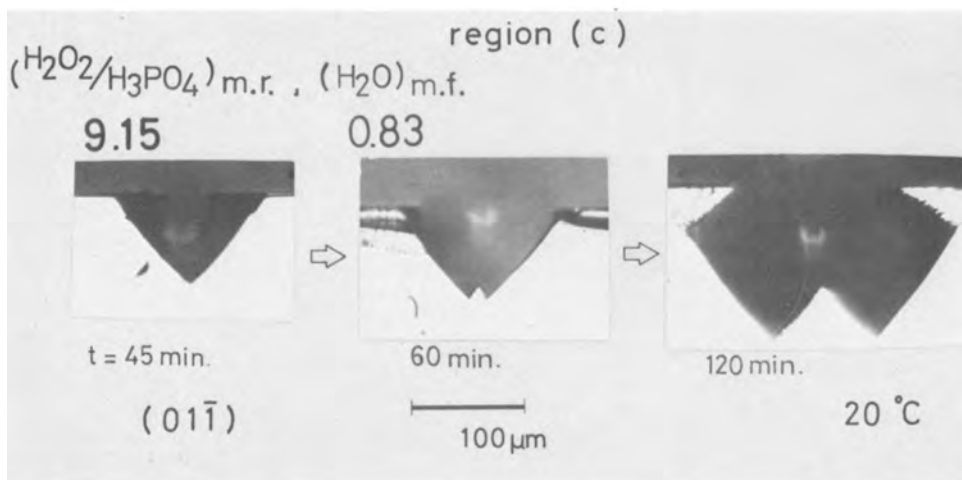 region (c)
(H2O2/H3PO4) m.r. , (H2O) m.f.
9.15 0.83
t = 45 min. 60 min. 120 min.
(011̄) 100 µm 20 °C